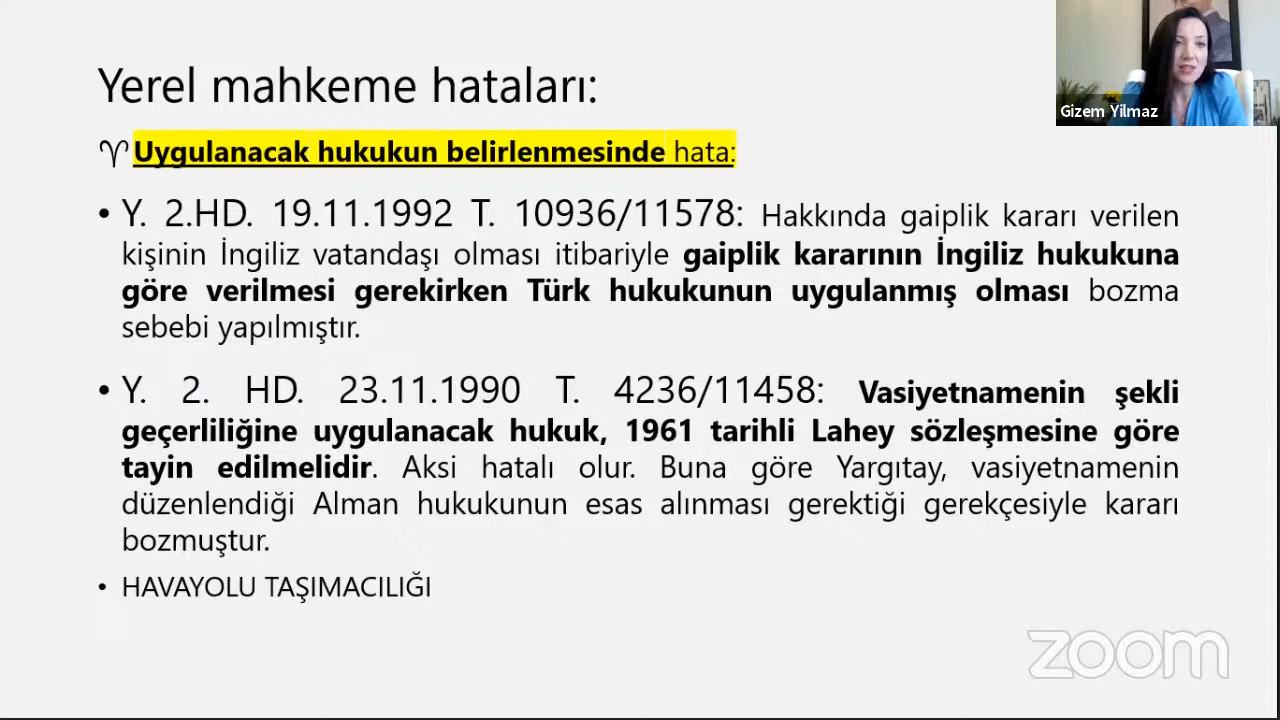 Yerel mahkeme hataları:
Gizem Yilmaz
♈Uygulanacak hukukun belirlenmesinde hata:
• Y. 2.HD. 19.11.1992 T. 10936/11578: Hakkında gaiplik kararı verilen
kişinin İngiliz vatandaşı olması itibariyle gaiplik kararının İngiliz hukukuna
göre verilmesi gerekirken Türk hukukunun uygulanmış olması bozma
sebebi yapılmıştır.
• Y. 2. HD. 23.11.1990 T. 4236/11458: Vasiyetnamenin şekli
geçerliliğine uygulanacak hukuk, 1961 tarihli Lahey sözleşmesine göre
tayin edilmelidir. Aksi hatalı olur. Buna göre Yargıtay, vasiyetnamenin
düzenlendiği Alman hukukunun esas alınması gerektiği gerekçesiyle kararı
bozmuştur.
• HAVAYOLU TAŞIMACILIĞI
zoom